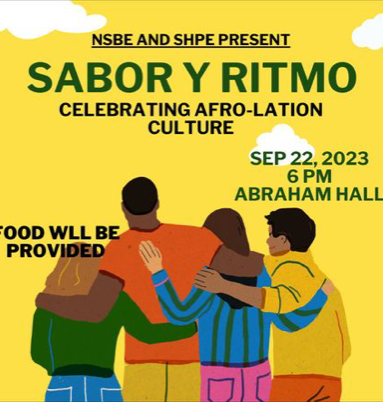 NSBE AND SHPE PRESENT
SABOR Y RITMO
CELEBRATING AFRO-LATION
CULTURE
SEP 22, 2023
6 PM
ABRAHAM HALL
FOOD WLL BE
PROVIDED